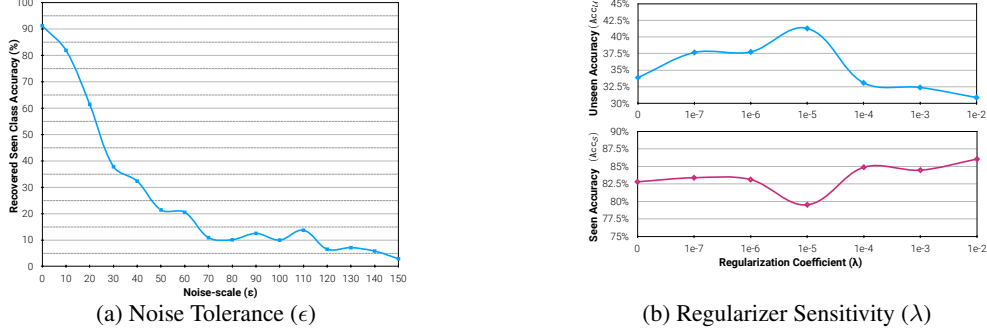 Recovered Seen Class Accuracy (%)
100
90
80
70
60
50
40
30
20
10
0
0 10 20 30 40 50 60 70 80 90 100 110 120 130 140 150
Noise-scale (ε)
(a) Noise Tolerance (ϵ)
Unseen Accuracy (Acc𝒰)
45%
42.5%
40%
37.5%
35%
32.5%
30%
0 1e-7 1e-6 1e-5 1e-4 1e-3 1e-2
Seen Accuracy (Acc𝒮)
90%
87.5%
85%
82.5%
80%
77.5%
75%
0 1e-7 1e-6 1e-5 1e-4 1e-3 1e-2
Regularization Coefficient (λ)
(b) Regularizer Sensitivity (λ)